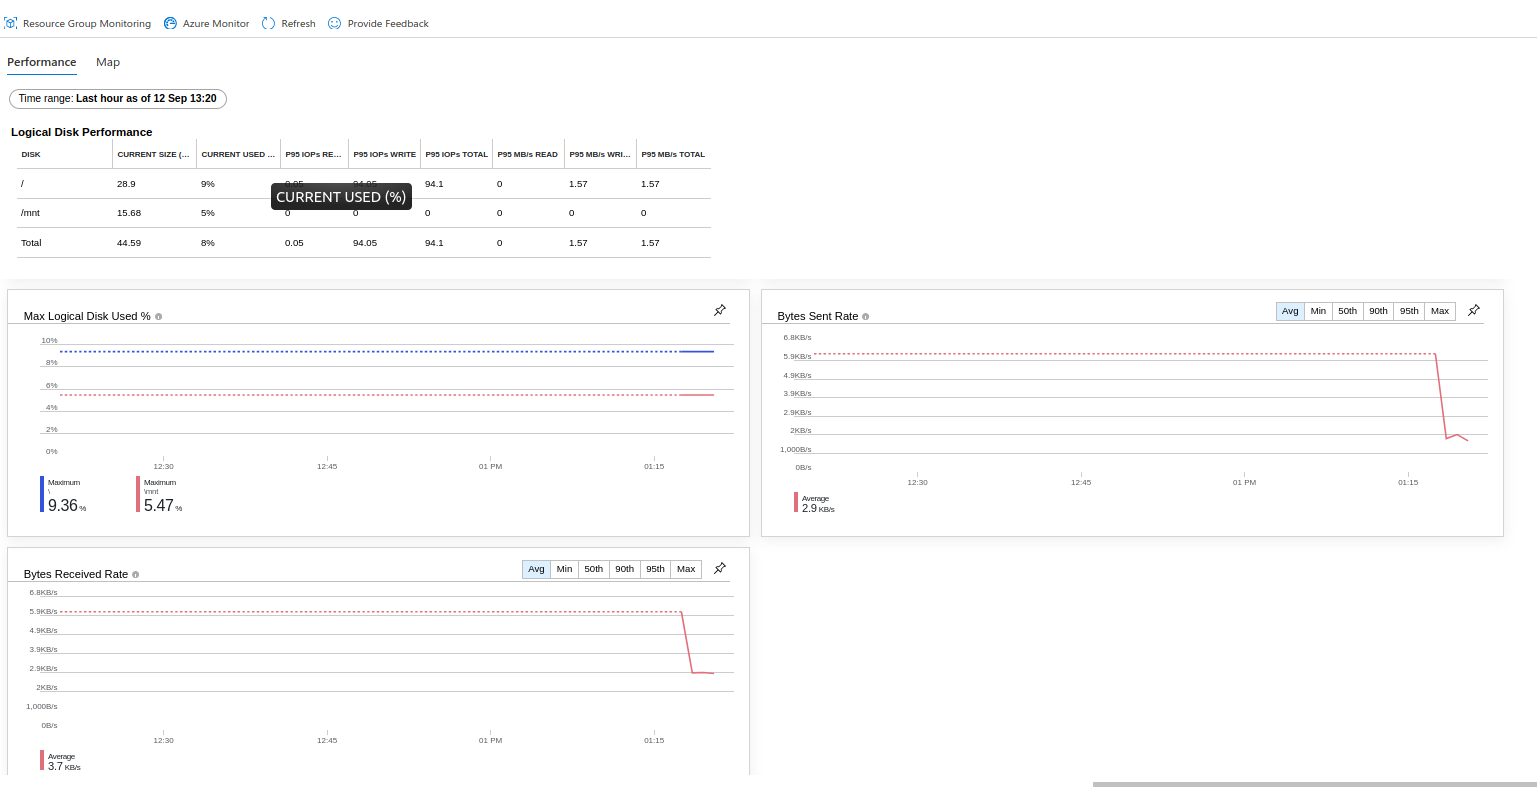 Resource Group Monitoring Azure Monitor Refresh Provide Feedback
Performance Map
Time range: Last hour as of 12 Sep 13:20
Logical Disk Performance
DISK CURRENT SIZE (... CURRENT USED ... P95 IOPs RE... P95 IOPs WRITE P95 IOPs TOTAL P95 MB/s READ P95 MB/s WRI... P95 MB/s TOTAL
/ 28.9 9% 0.05 94.05 94.1 0 1.57 1.57
CURRENT USED (%)
/mnt 15.68 5% 0 0 0 0 0 0
Total 44.59 8% 0.05 94.05 94.1 0 1.57 1.57
Max Logical Disk Used %
10%
8%
6%
4%
2%
0%
12:30 12:45 01 PM 01:15
Maximum
\
9.36 %
Maximum
\mnt
5.47 %
Bytes Sent Rate
Avg Min 50th 90th 95th Max
6.8KB/s
5.9KB/s
4.9KB/s
3.9KB/s
2.9KB/s
2KB/s
1,000B/s
0B/s
12:30 12:45 01 PM 01:15
Average
2.9 KB/s
Bytes Received Rate
Avg Min 50th 90th 95th Max
6.8KB/s
5.9KB/s
4.9KB/s
3.9KB/s
2.9KB/s
2KB/s
1,000B/s
0B/s
12:30 12:45 01 PM 01:15
Average
3.7 KB/s